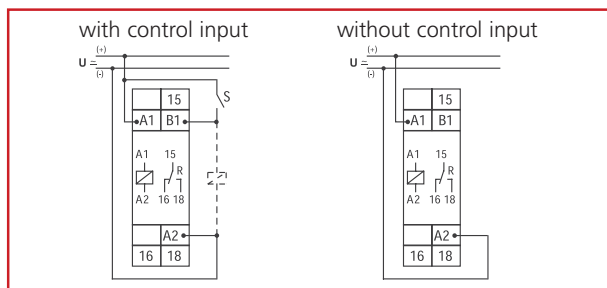 with control input
without control input
(+)
U
(-)
S
15
A1 B1
A1 15
R
A2 16 18
A2
16 18
(+)
U
(-)
15
A1 B1
A1 15
R
A2 16 18
A2
16 18